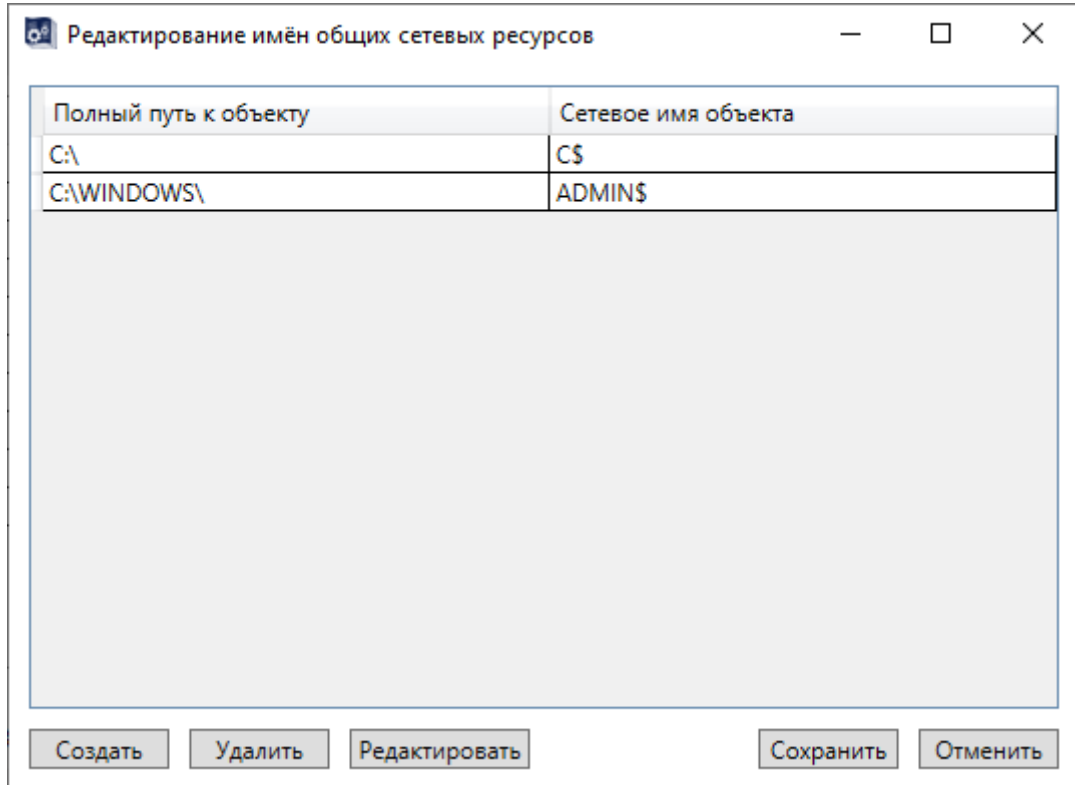 Редактирование имён общих сетевых ресурсов
Полный путь к объекту Сетевое имя объекта
C:\ C$
C:\WINDOWS\ ADMIN$
Создать Удалить Редактировать Сохранить Отменить